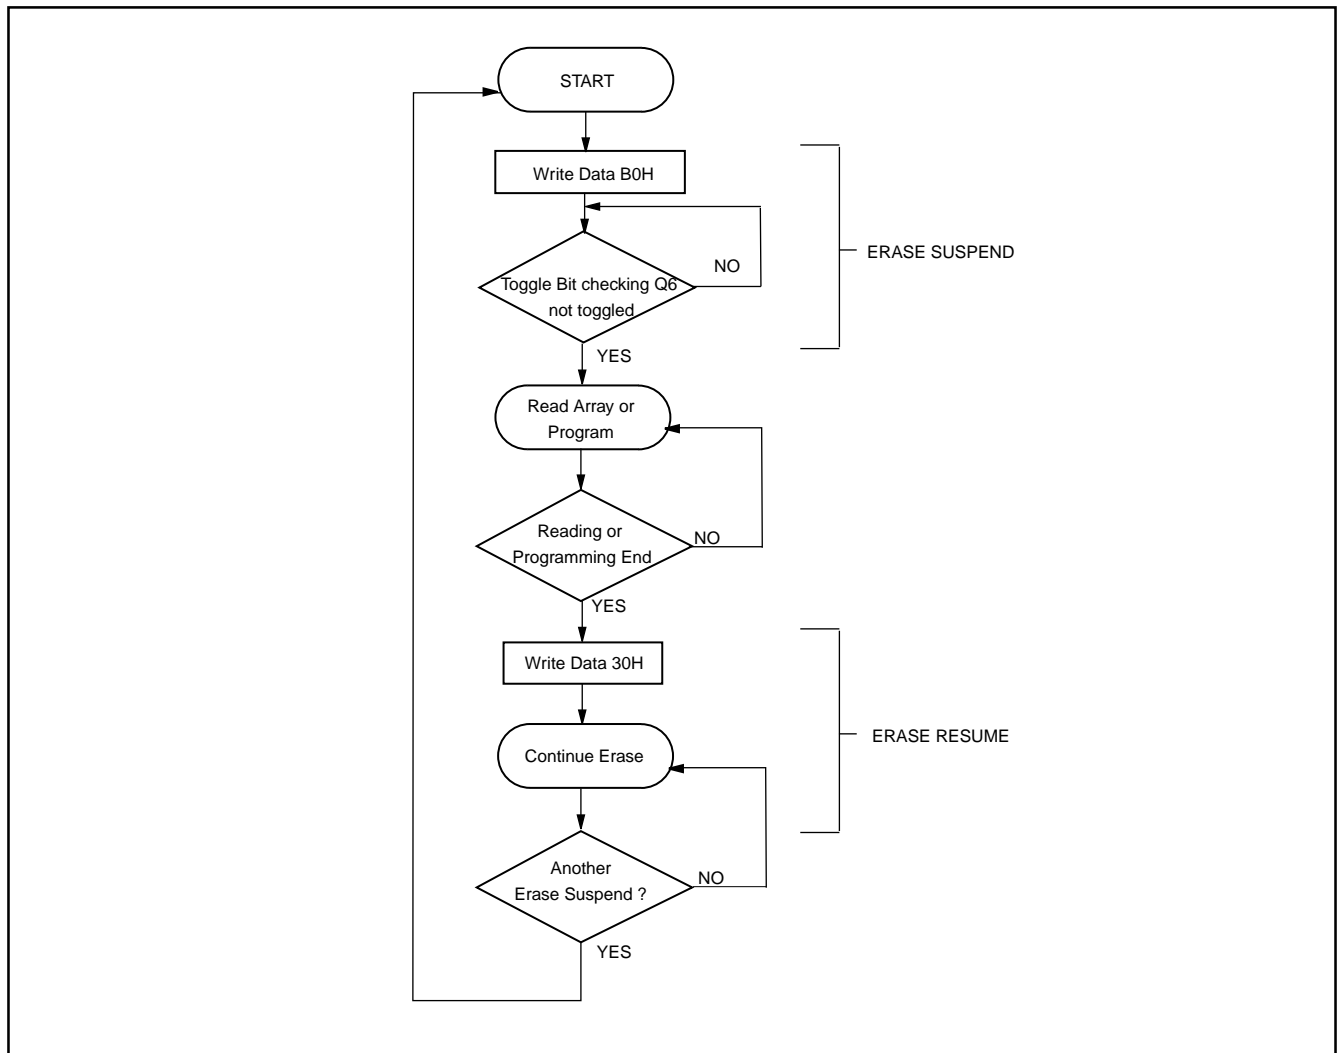 START
Write Data B0H
ERASE SUSPEND
NO
Toggle Bit checking Q6
not toggled
YES
Read Array or
Program
Reading or
NO
Programming End
YES
Write Data 30H
ERASE RESUME
Continue Erase
Another
NO
Erase Suspend ?
YES